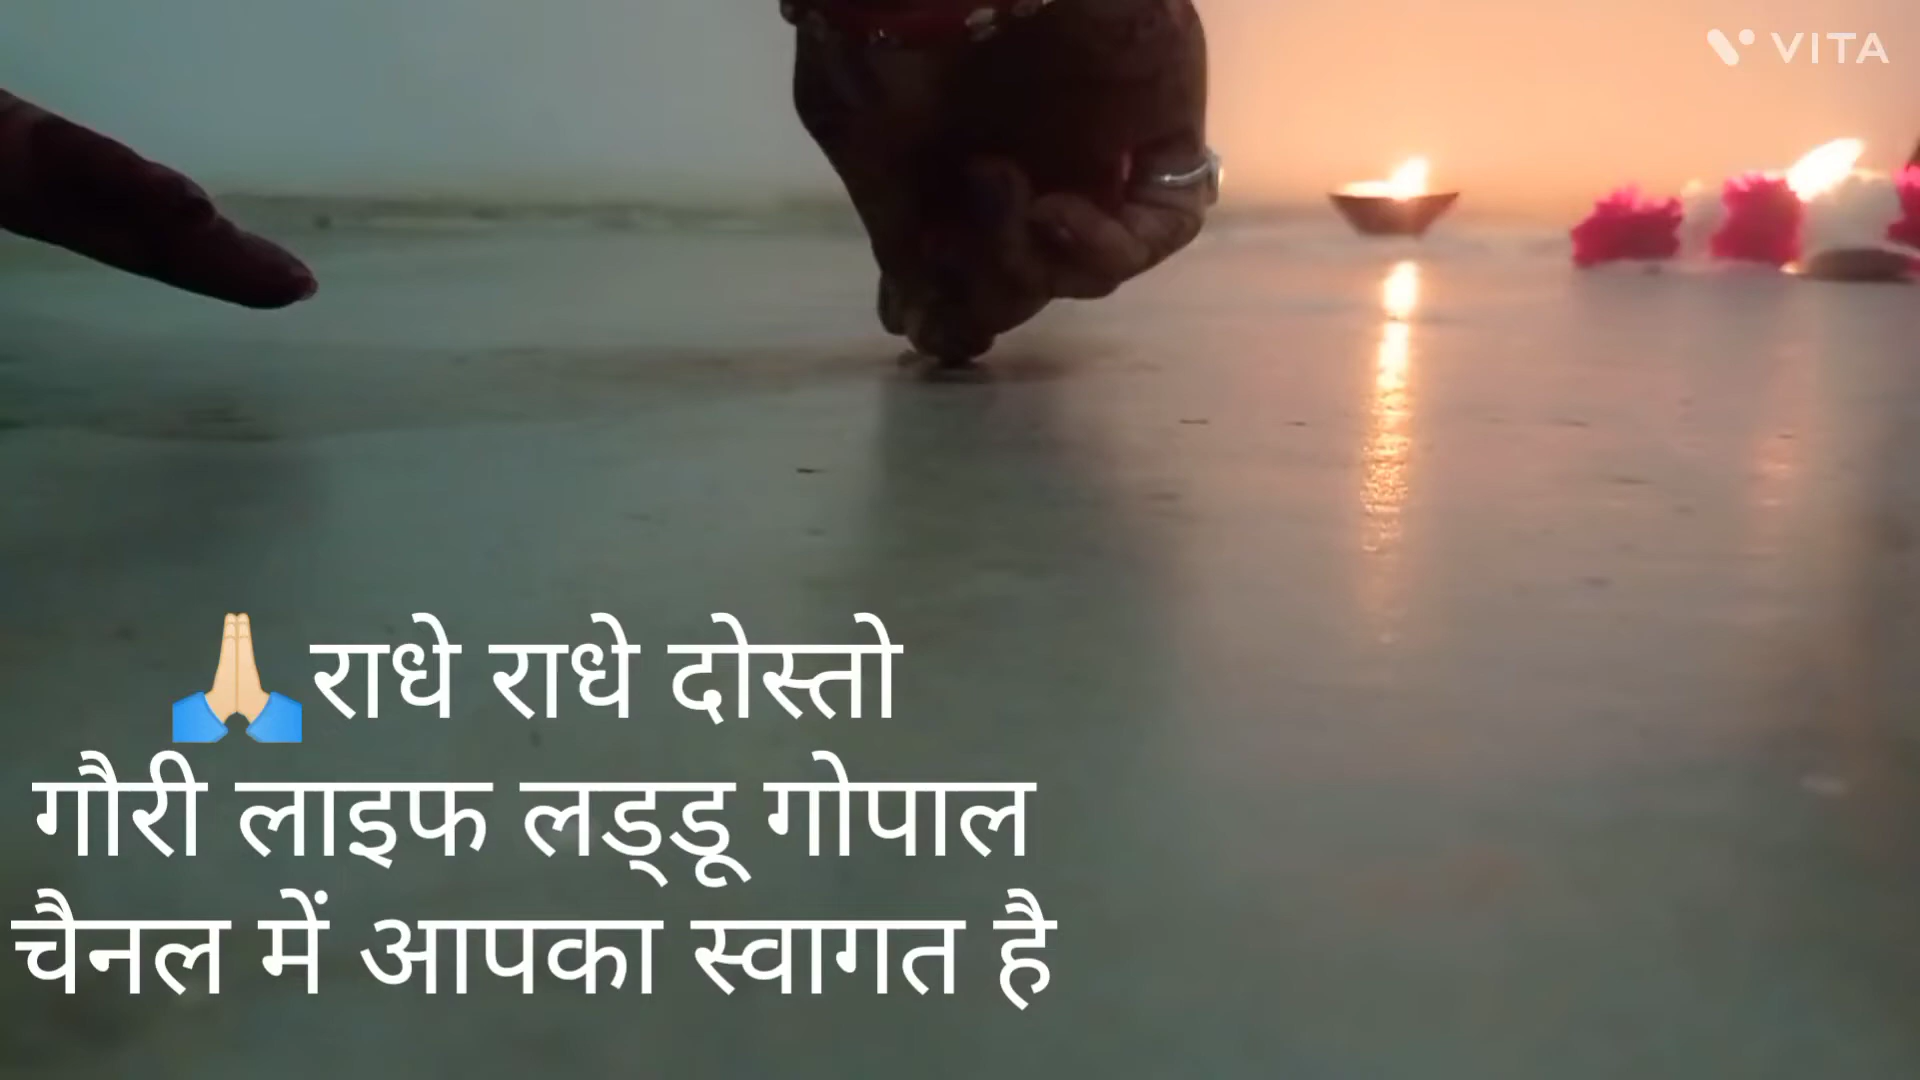 VITA
🙏🏻राधे राधे दोस्तो
गौरी लाइफ लड्डू गोपाल
चैनल में आपका स्वागत है